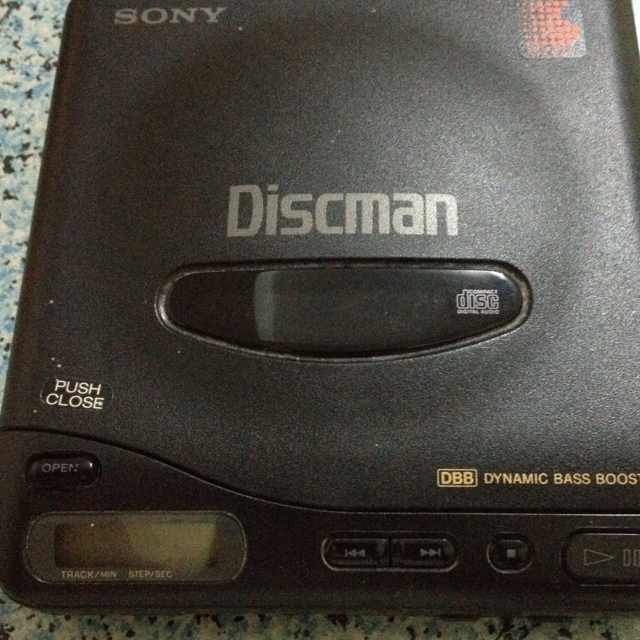 SONY
Discman
COMPACT
disc
DIGITAL AUDIO
PUSH
CLOSE
OPEN
DBB DYNAMIC BASS BOOST
TRACK/MIN STEP/SEC